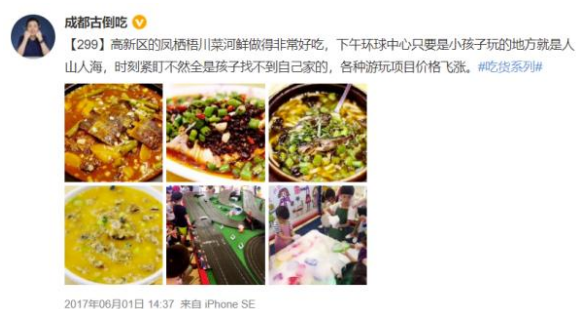 成都古倒吃
【299】高新区的凤栖梧川菜河鲜做得非常好吃，下午环球中心只要是小孩子玩的地方就是人
山人海，时刻紧盯不然全是孩子找不到自己家的，各种游玩项目价格飞涨。#吃货系列#
2017年06月01日 14:37 来自 iPhone SE